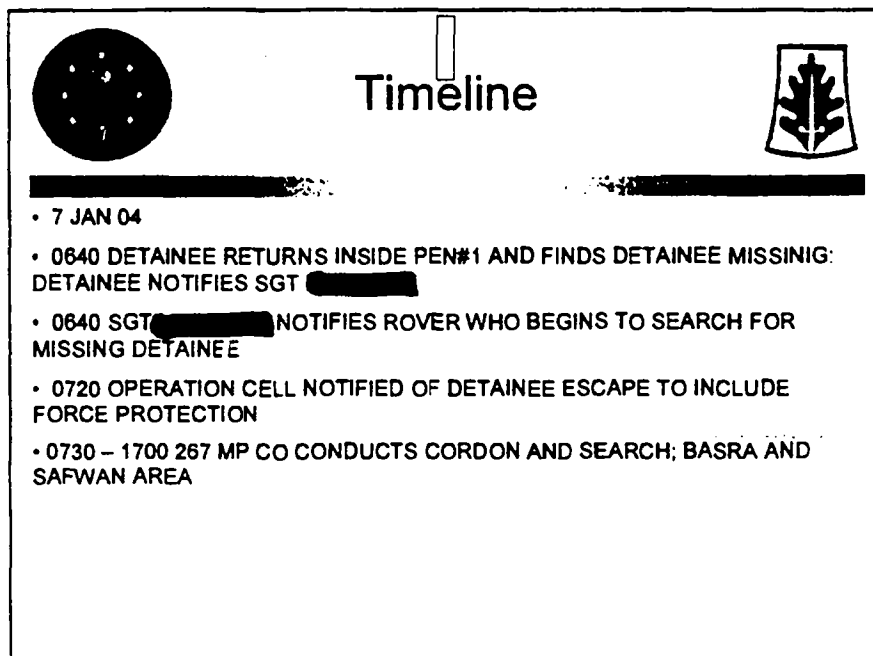 Timeline
• 7 JAN 04
• 0640 DETAINEE RETURNS INSIDE PEN#1 AND FINDS DETAINEE MISSINIG:
DETAINEE NOTIFIES SGT
• 0640 SGT NOTIFIES ROVER WHO BEGINS TO SEARCH FOR
MISSING DETAINEE
• 0720 OPERATION CELL NOTIFIED OF DETAINEE ESCAPE TO INCLUDE
FORCE PROTECTION
• 0730 – 1700 267 MP CO CONDUCTS CORDON AND SEARCH; BASRA AND
SAFWAN AREA